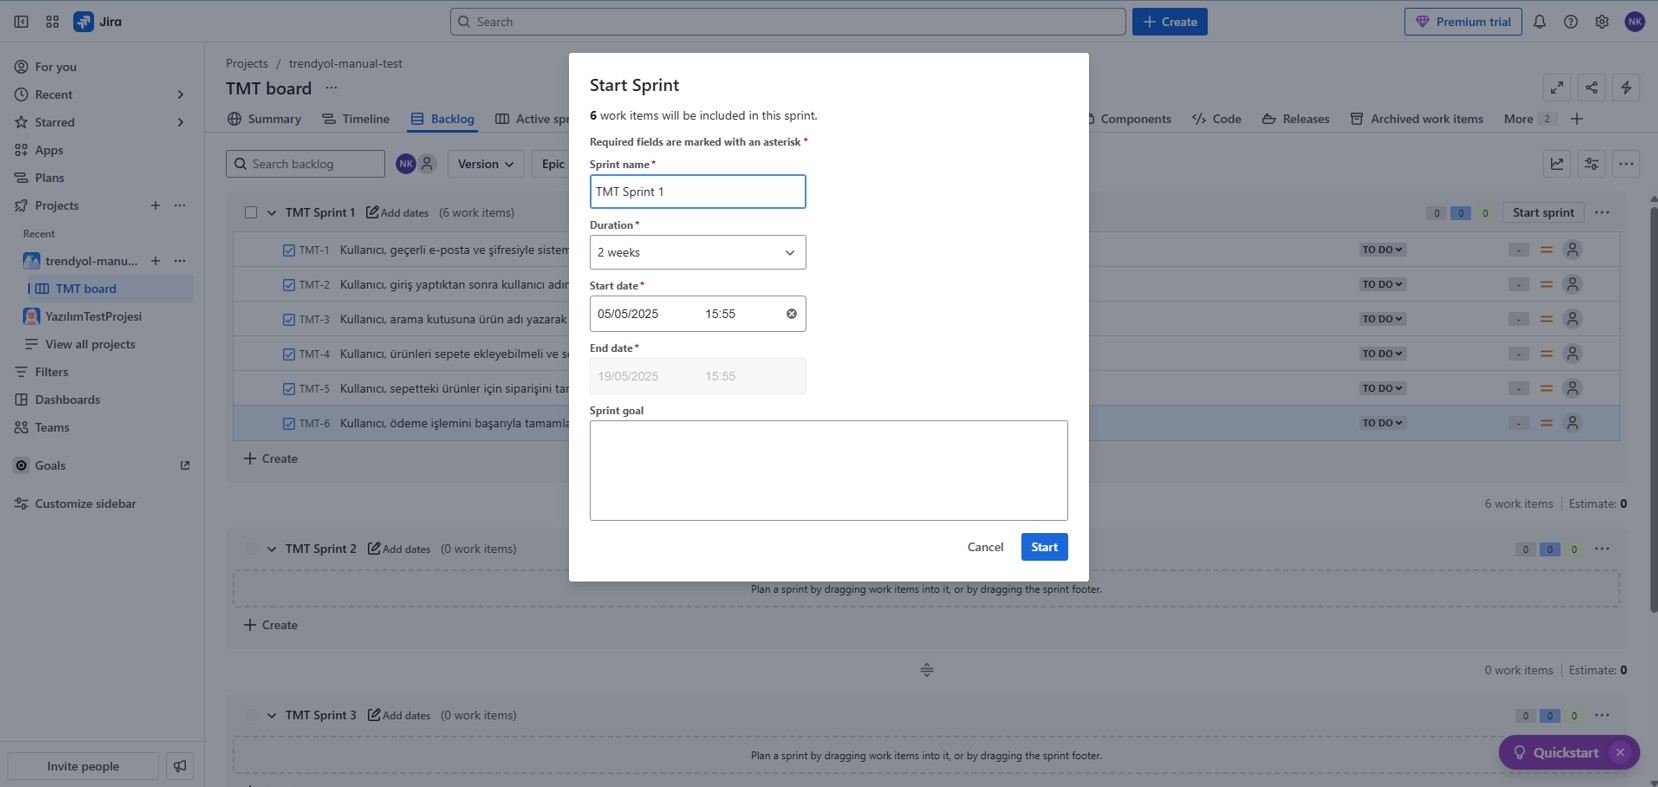 Jira
Search
Create
Premium trial
NK
For you
Recent
Starred
Apps
Plans
Projects
Recent
trendyol-manu...
TMT board
YazılımTestProjesi
View all projects
Filters
Dashboards
Teams
Goals
Customize sidebar
Invite people
Projects / trendyol-manual-test
TMT board
Summary Timeline Backlog Active Components Code Releases Archived work items More 2
Search backlog NK Version Epic
TMT Sprint 1 Add dates (6 work items) 0 0 0 Start sprint
TMT-1 Kullanıcı, geçerli e-posta ve şifresiyle TO DO -
TMT-2 Kullanıcı, giriş yaptıktan sonra kullanıcı TO DO -
TMT-3 Kullanıcı, arama kutusuna ürün adı yazarak TO DO -
TMT-4 Kullanıcı, ürünleri sepete ekleyebilmeli ve TO DO -
TMT-5 Kullanıcı, sepetteki ürünler için siparişini TO DO -
TMT-6 Kullanıcı, ödeme işlemini başarıyla TO DO -
Create
6 work items Estimate: 0
TMT Sprint 2 Add dates (0 work items) 0 0 0
Plan a sprint by dragging work items into it, or by dragging the sprint footer.
Create
0 work items Estimate: 0
TMT Sprint 3 Add dates (0 work items) 0 0 0
Plan a sprint by dragging work items into it, or by dragging the sprint footer.
Quickstart
Start Sprint
6 work items will be included in this sprint.
Required fields are marked with an asterisk *
Sprint name*
TMT Sprint 1
Duration*
2 weeks
Start date*
05/05/2025 15:55
End date*
19/05/2025 15:55
Sprint goal
Cancel Start